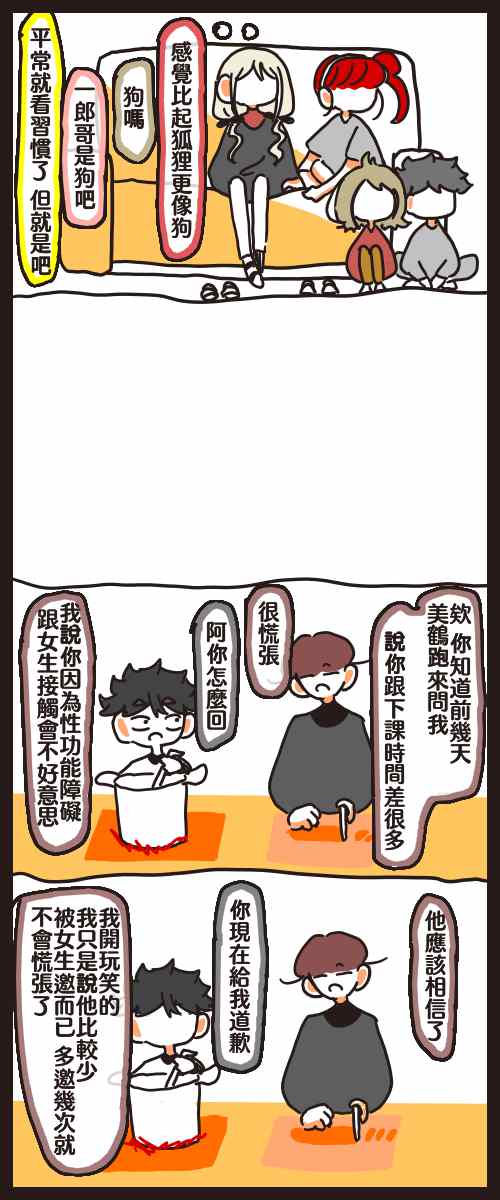 感覺比起狐狸更像狗
狗嗎
一郎哥是狗吧
平常就看習慣了 但就是吧
欸 你知道前幾天
美鶴跑來問我
說你跟下課時間差很多
很慌張
阿你怎麼回
我說你因為性功能障礙
跟女生接觸會不好意思
他應該相信了
你現在給我道歉
我開玩笑的
我只是說他比較少
被女生邀而已 多邀幾次就
不會慌張了